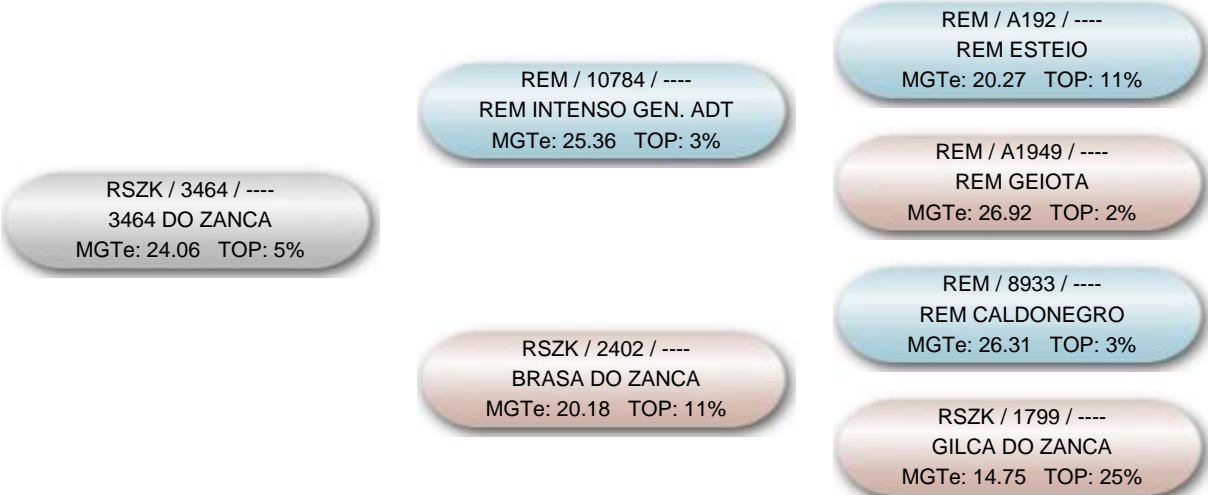 RSZK / 3464 / ----
3464 DO ZANCA
MGTe: 24.06 TOP: 5%
REM / 10784 / ----
REM INTENSO GEN. ADT
MGTe: 25.36 TOP: 3%
RSZK / 2402 / ----
BRASA DO ZANCA
MGTe: 20.18 TOP: 11%
REM / A192 / ----
REM ESTEIO
MGTe: 20.27 TOP: 11%
REM / A1949 / ----
REM GEIOTA
MGTe: 26.92 TOP: 2%
REM / 8933 / ----
REM CALDONEGRO
MGTe: 26.31 TOP: 3%
RSZK / 1799 / ----
GILCA DO ZANCA
MGTe: 14.75 TOP: 25%